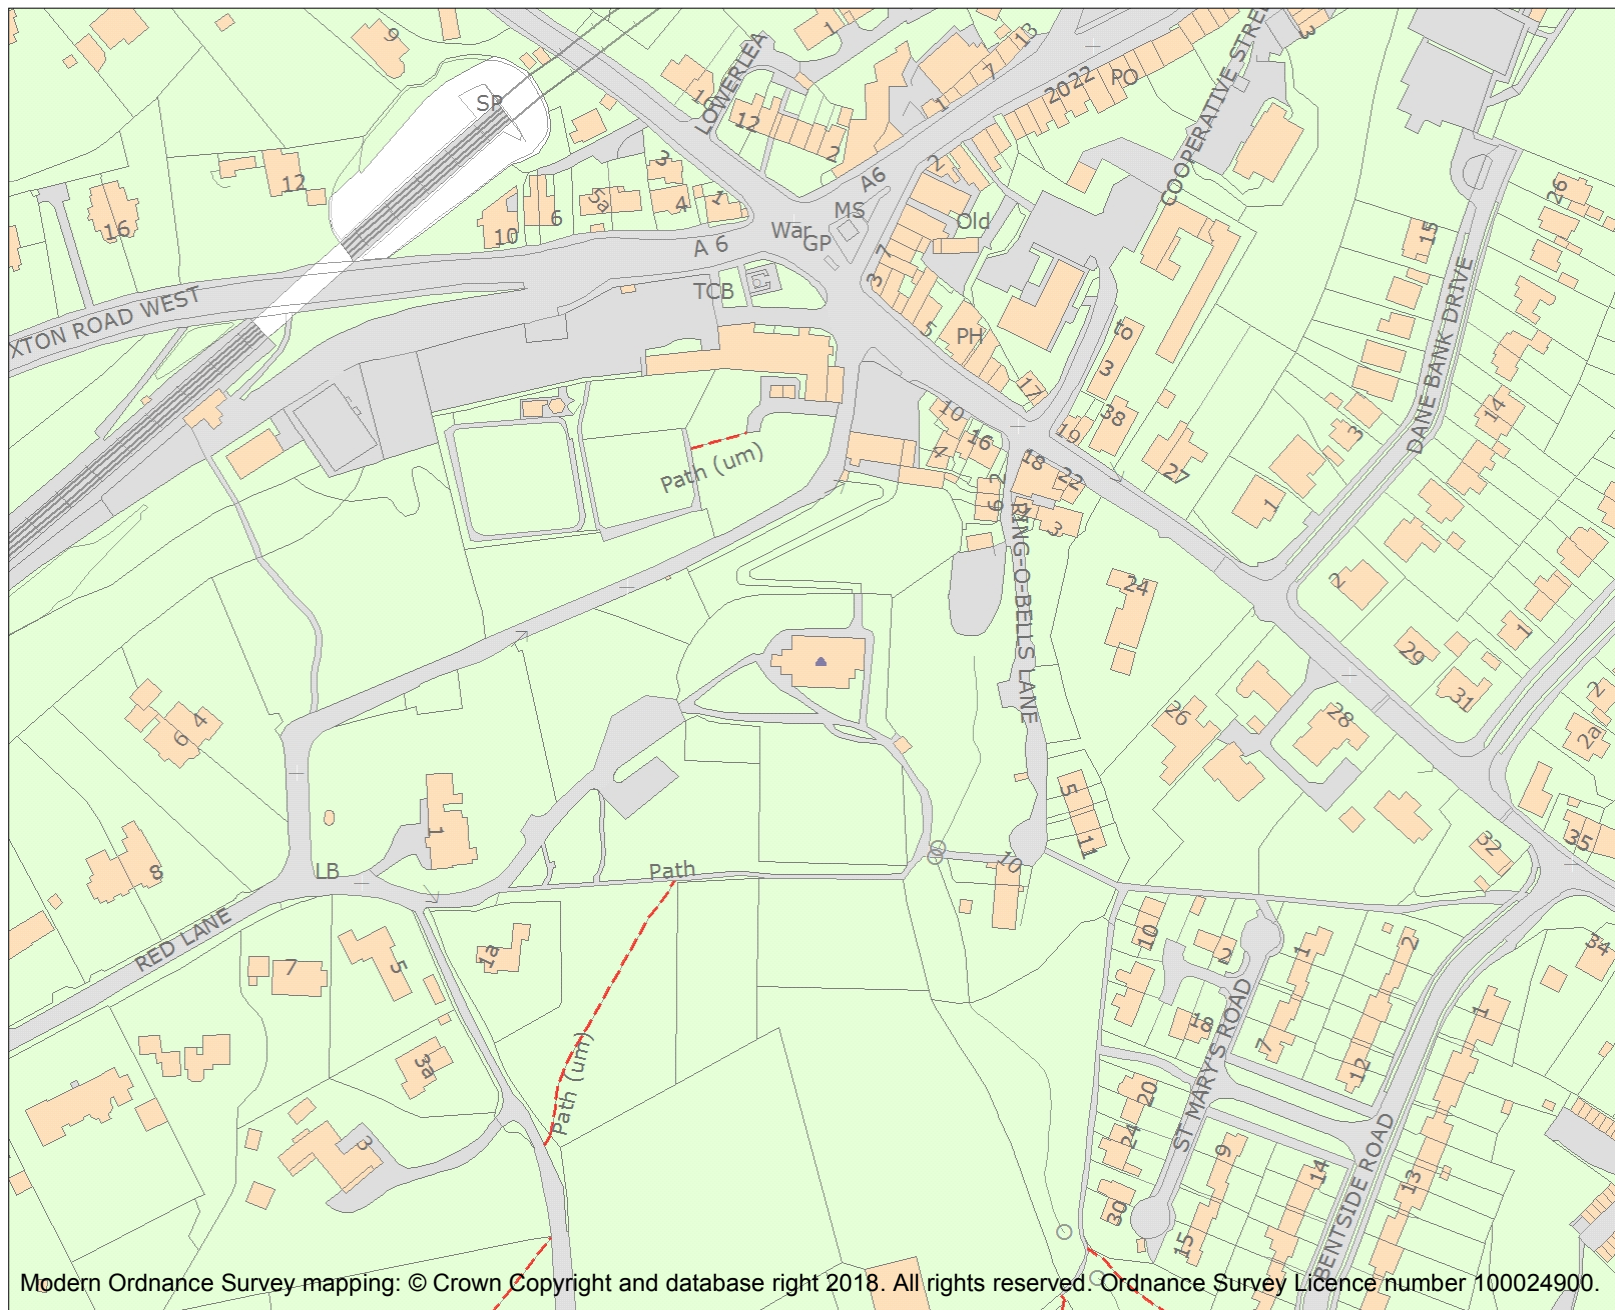 9
SP
LOWERLEA
1
13
7
1
PO
2022
COOPERATIVE STREE
3
12
2
16
12
10
6
5a
3
4
1
A6
2
MS
War
GP
Old
A 6
TCB
XTON ROAD WEST
7
3
5
PH
17
to
3
38
19
27
15
26
DANE BANK DRIVE
14
3
1
10
16
4
18
22
2
6
3
RING-O-BELLS LANE
Path (um)
24
2
1
29
31
2
2a
26
28
32
35
34
4
6
8
1
LB
Path
RED LANE
5
11
10
7
5
1a
3a
3
Path (um)
10
2
18
1
7
2
12
ST MARY'S ROAD
20
24
30
9
15
14
BENTSIDE ROAD
13
1
Modern Ordnance Survey mapping: © Crown Copyright and database right 2018. All rights reserved. Ordnance Survey Licence number 100024900.